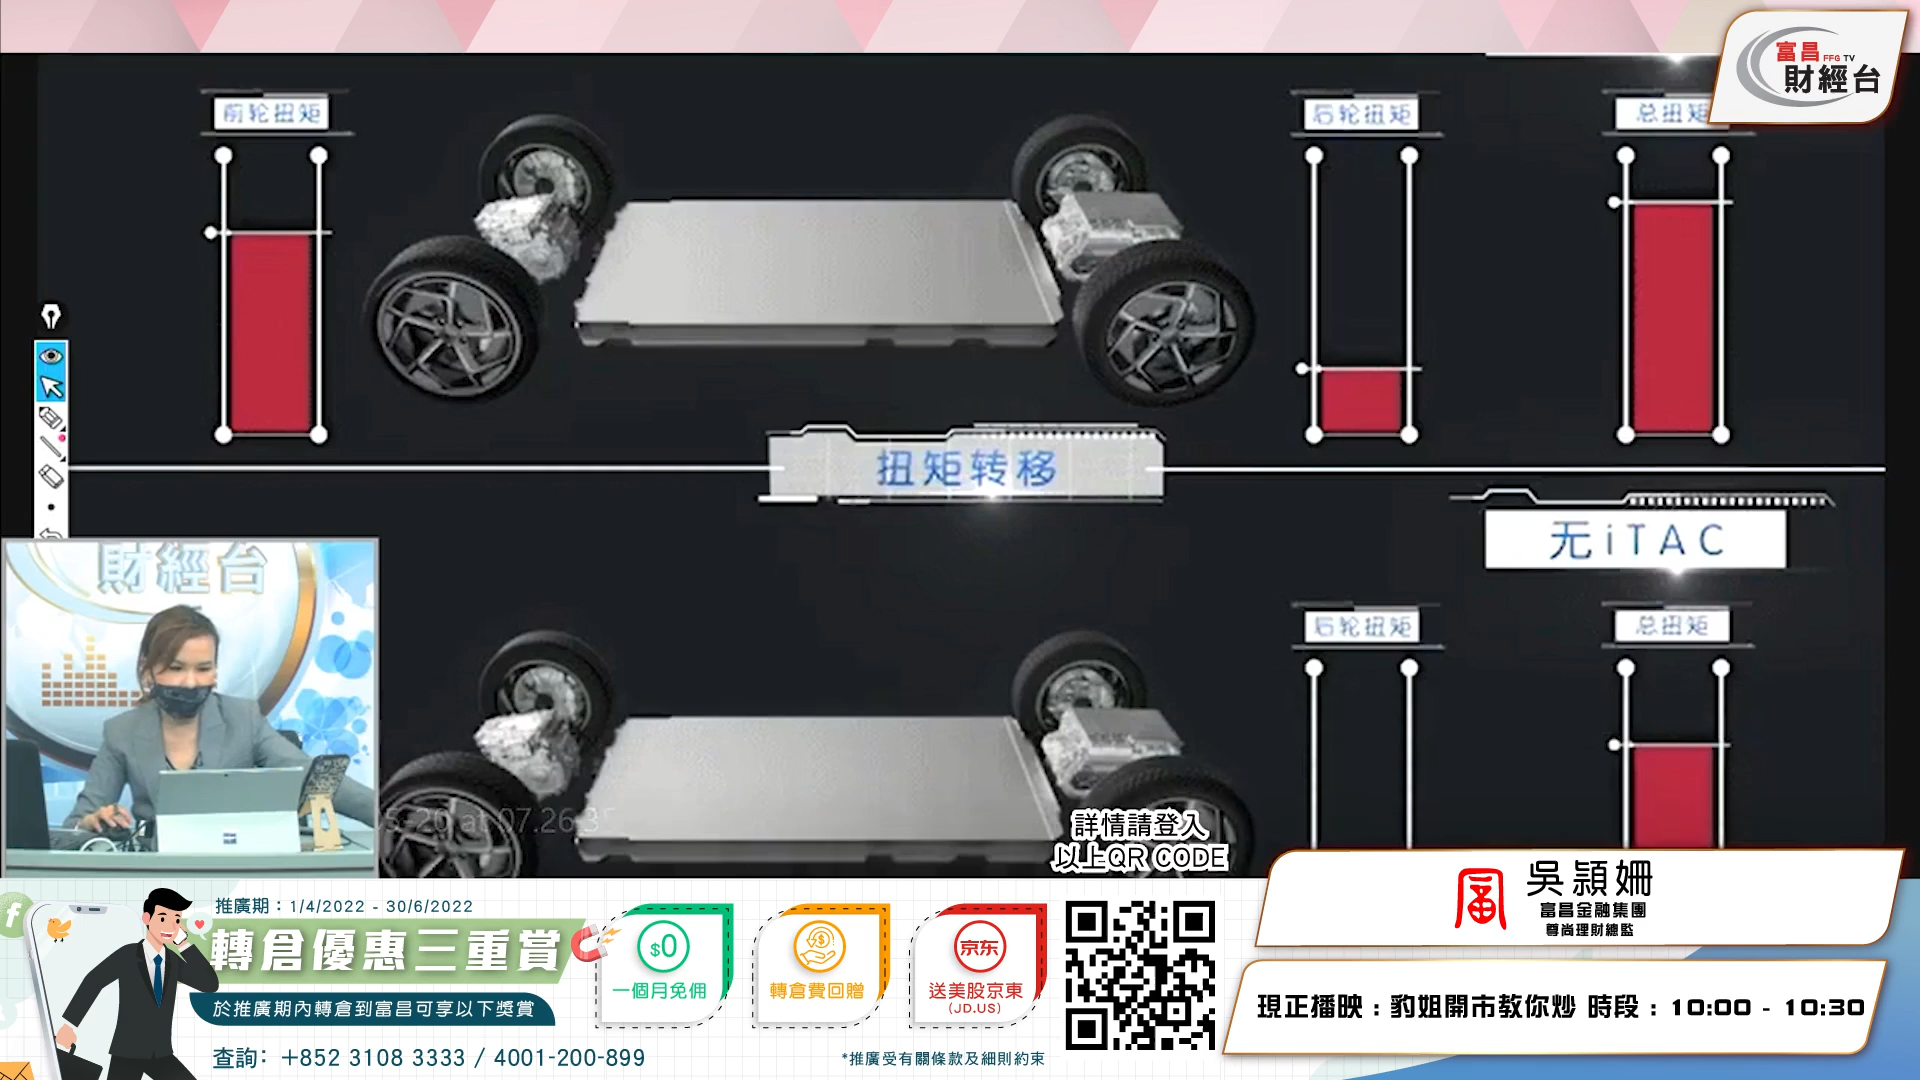 富昌 FFG TV
財經台
前轮扭矩
后轮扭矩
总扭矩
扭矩转移
无iTAC
后轮扭矩
总扭矩
財經台
5-20 at 07.26.3
詳情請登入
以上QR CODE
推廣期：1/4/2022 - 30/6/2022
轉倉優惠三重賞
於推廣期內轉倉到富昌可享以下獎賞
查詢： +852 3108 3333 / 4001-200-899
$0
一個月免佣
轉倉費回贈
京东
送美股京東
(JD.US)
*推廣受有關條款及細則約束
吳頴姍
富昌金融集團
尊尚理財總監
現正播映：豹姐開市教你炒 時段：10:00 - 10:30